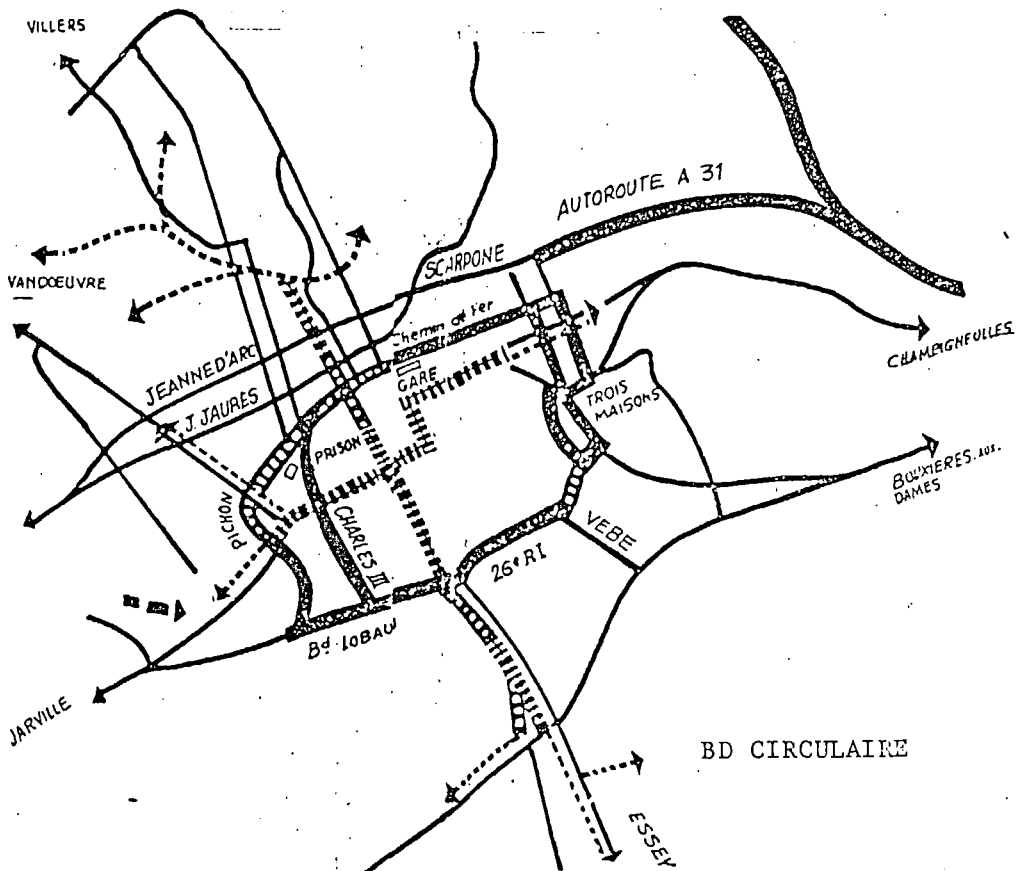 VILLERS
AUTOROUTE A 31
SCARPONE
VANDOEUVRE
Chemin de Fer
CHAMPIGNEULLES
JEANNE D'ARC
GARE
J. JAURÈS
TROIS
MAISONS
PRISON
BOUXIERES. AUX.
DAMES
PICHON
CHARLES III
VEBE
26e RI
Bd. LOBAU
JARVILLE
BD CIRCULAIRE
ESSEY